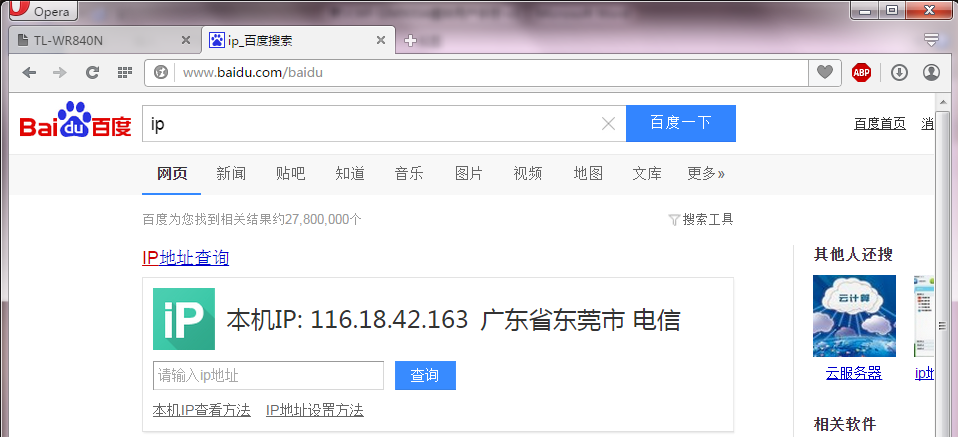 Opera
TL-WR840N
ip_百度搜索
www.baidu.com/baidu
ABP
Bai du 百度
ip
百度一下
百度首页 消
网页 新闻 贴吧 知道 音乐 图片 视频 地图 文库 更多»
百度为您找到相关结果约27,800,000个
搜索工具
IP地址查询
iP
本机IP: 116.18.42.163 广东省东莞市 电信
请输入ip地址
查询
本机IP查看方法 IP地址设置方法
其他人还搜
云计算
云服务器 ip地
相关软件